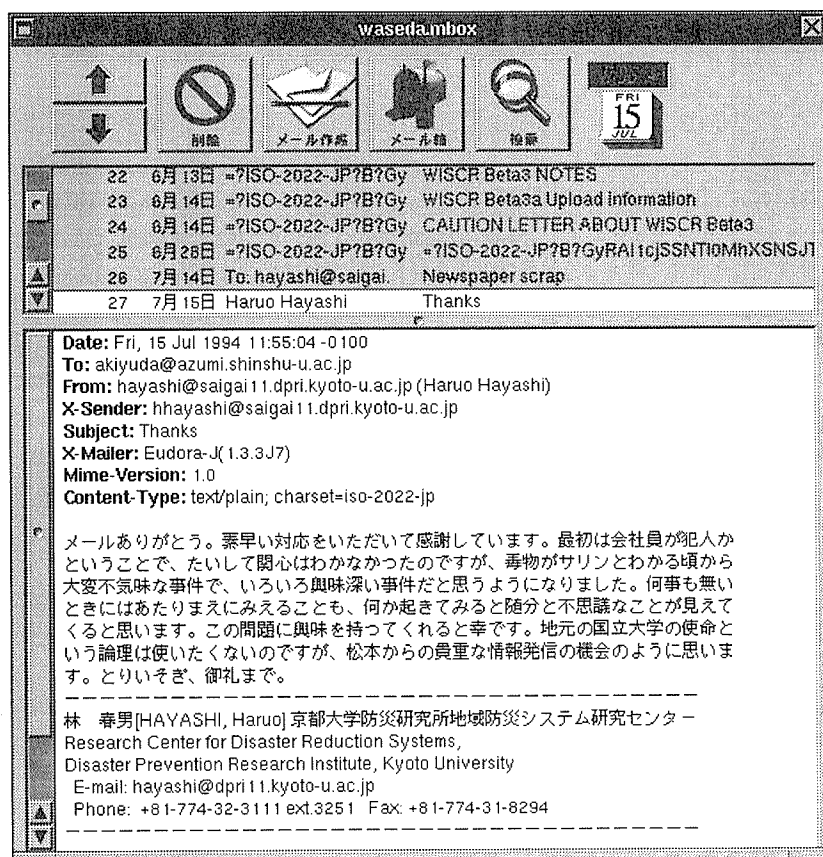 waseda.mbox
削除
メール作成
メール箱
検索
FRI
15
JUL
22 6月 13日 =?ISO-2022-JP?B?Gy WISCR Beta3 NOTES
23 6月 14日 =?ISO-2022-JP?B?Gy WISCR Beta3a Upload information
24 6月 14日 =?ISO-2022-JP?B?Gy CAUTION LETTER ABOUT WISCR Beta3
25 6月 28日 =?ISO-2022-JP?B?Gy
26 7月 14日 To: hayashi@saigai. Newspaper scrap
27 7月 15日 Haruo Hayashi Thanks
Date: Fri, 15 Jul 1994 11:55:04 -0100
To: akiyuda@azumi.shinshu-u.ac.jp
From: hayashi@saigai11.dpri.kyoto-u.ac.jp (Haruo Hayashi)
X-Sender: hhayashi@saigai11.dpri.kyoto-u.ac.jp
Subject: Thanks
X-Mailer: Eudora-J(1.3.3J7)
Mime-Version: 1.0
Content-Type: text/plain; charset=iso-2022-jp
メールありがとう。素早い対応をいただいて感謝しています。最初は会社員が犯人か
ということで、たいして関心はわかなかったのですが、毒物がサリンとわかる頃から
大変不気味な事件で、いろいろ興味深い事件だと思うようになりました。何事も無い
ときにはあたりまえにみえることも、何か起きてみると随分と不思議なことが見えて
くると思います。この問題に興味を持ってくれると幸です。地元の国立大学の使命と
いう論理は使いたくないのですが、松本からの貴重な情報発信の機会のように思いま
す。とりいそぎ、御礼まで。
林 春男[HAYASHI, Haruo] 京都大学防災研究所地域防災システム研究センター
Research Center for Disaster Reduction Systems,
Disaster Prevention Research Institute, Kyoto University
E-mail: hayashi@dpri11.kyoto-u.ac.jp
Phone: +81-774-32-3111 ext.3251 Fax: +81-774-31-8294